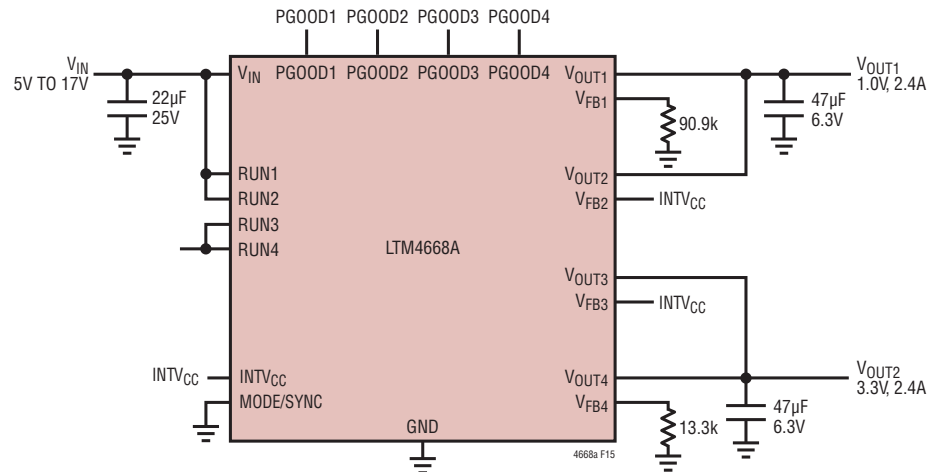 PGOOD1 PGOOD2 PGOOD3 PGOOD4
VIN
5V TO 17V
22µF
25V
VIN PGOOD1 PGOOD2 PGOOD3 PGOOD4 VOUT1
VFB1
90.9k
VOUT1
1.0V, 2.4A
47µF
6.3V
RUN1
RUN2
RUN3
RUN4
LTM4668A
VOUT2
VFB2 INTVCC
VOUT3
VFB3 INTVCC
INTVCC INTVCC
MODE/SYNC
GND
VOUT4
VFB4
13.3k
VOUT2
3.3V, 2.4A
47µF
6.3V
4668a F15